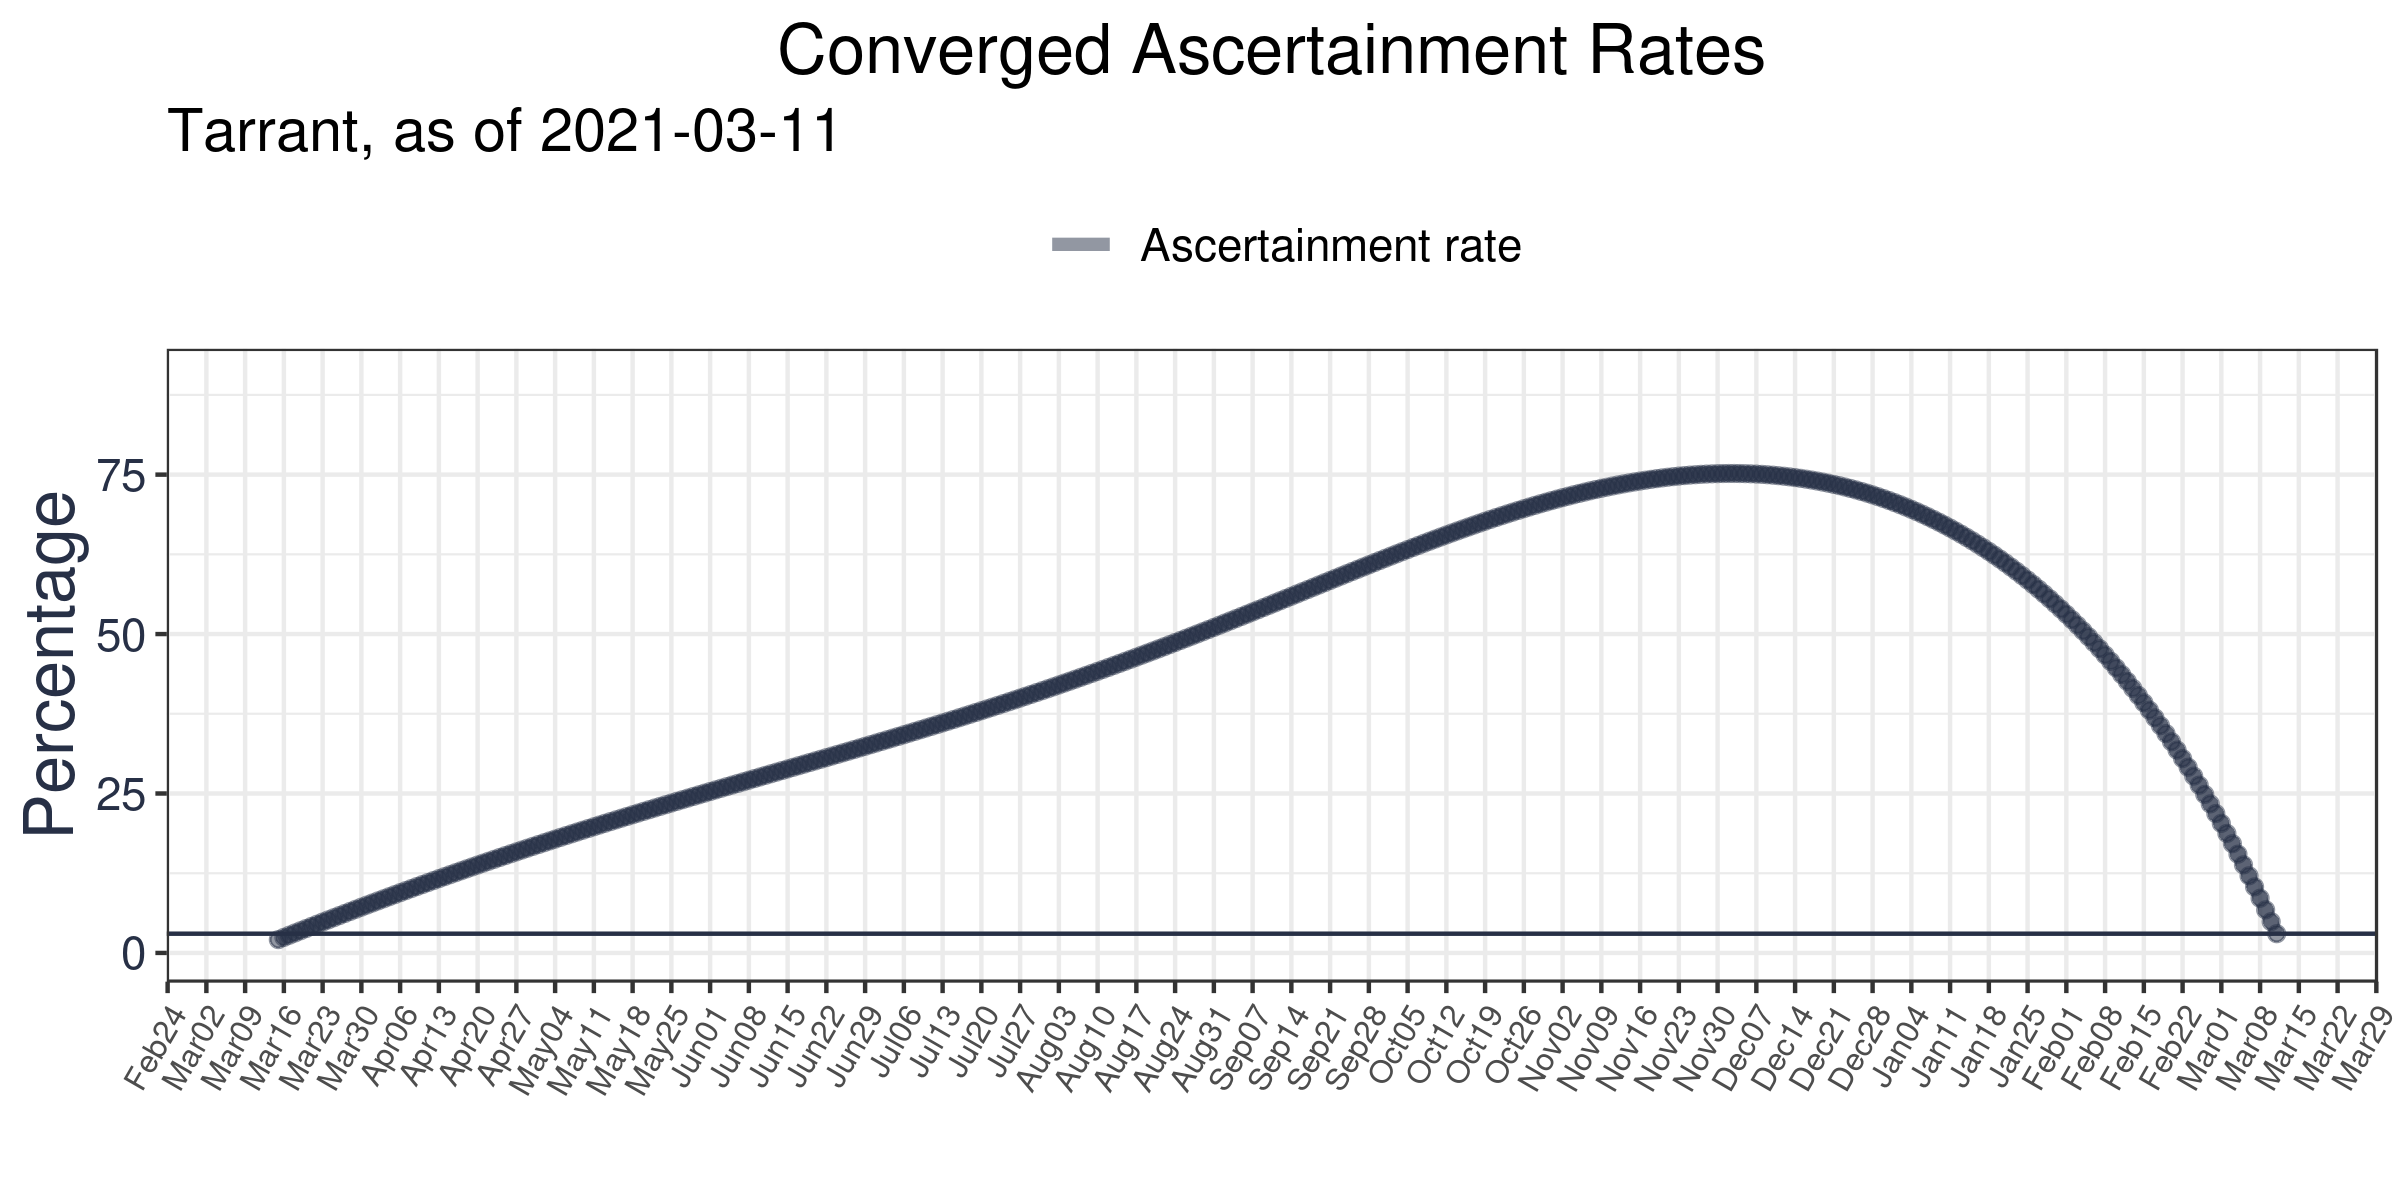 Converged Ascertainment Rates
Tarrant, as of 2021-03-11
Ascertainment rate
Percentage
75
50
25
0
Feb24
Mar02
Mar09
Mar16
Mar23
Mar30
Apr06
Apr13
Apr20
Apr27
May04
May11
May18
May25
Jun01
Jun08
Jun15
Jun22
Jun29
Jul06
Jul13
Jul20
Jul27
Aug03
Aug10
Aug17
Aug24
Aug31
Sep07
Sep14
Sep21
Sep28
Oct05
Oct12
Oct19
Oct26
Nov02
Nov09
Nov16
Nov23
Nov30
Dec07
Dec14
Dec21
Dec28
Jan04
Jan11
Jan18
Jan25
Feb01
Feb08
Feb15
Feb22
Mar01
Mar08
Mar15
Mar22
Mar29